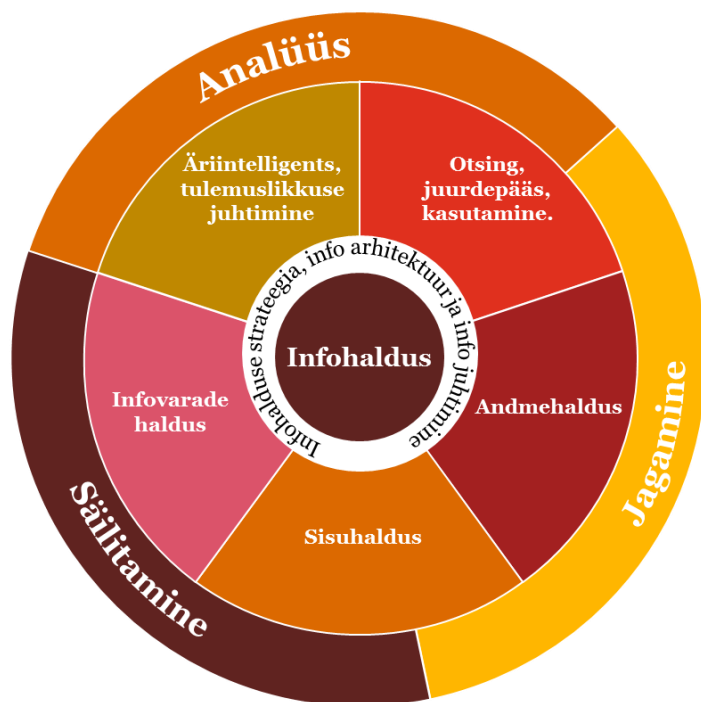 Analüüs
Äriintelligents,
tulemuslikkuse
juhtimine
Otsing,
juurdepääs,
kasutamine.
Infohalduse strateegia, info arhitektuur ja info juhtimine
Infohaldus
Infovarade
haldus
Andmehaldus
Jagamine
Sisuhaldus
Säilitamine